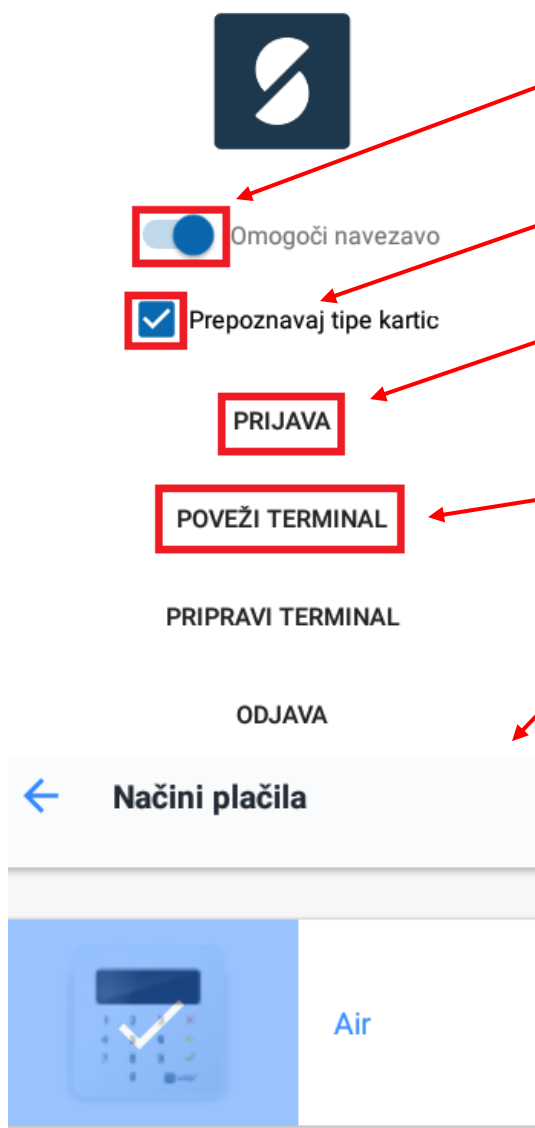 Omogoči navezavo
Prepoznavaj tipe kartic
PRIJAVA
POVEŽI TERMINAL
PRIPRAVI TERMINAL
ODJAVA
Načini plačila
Air